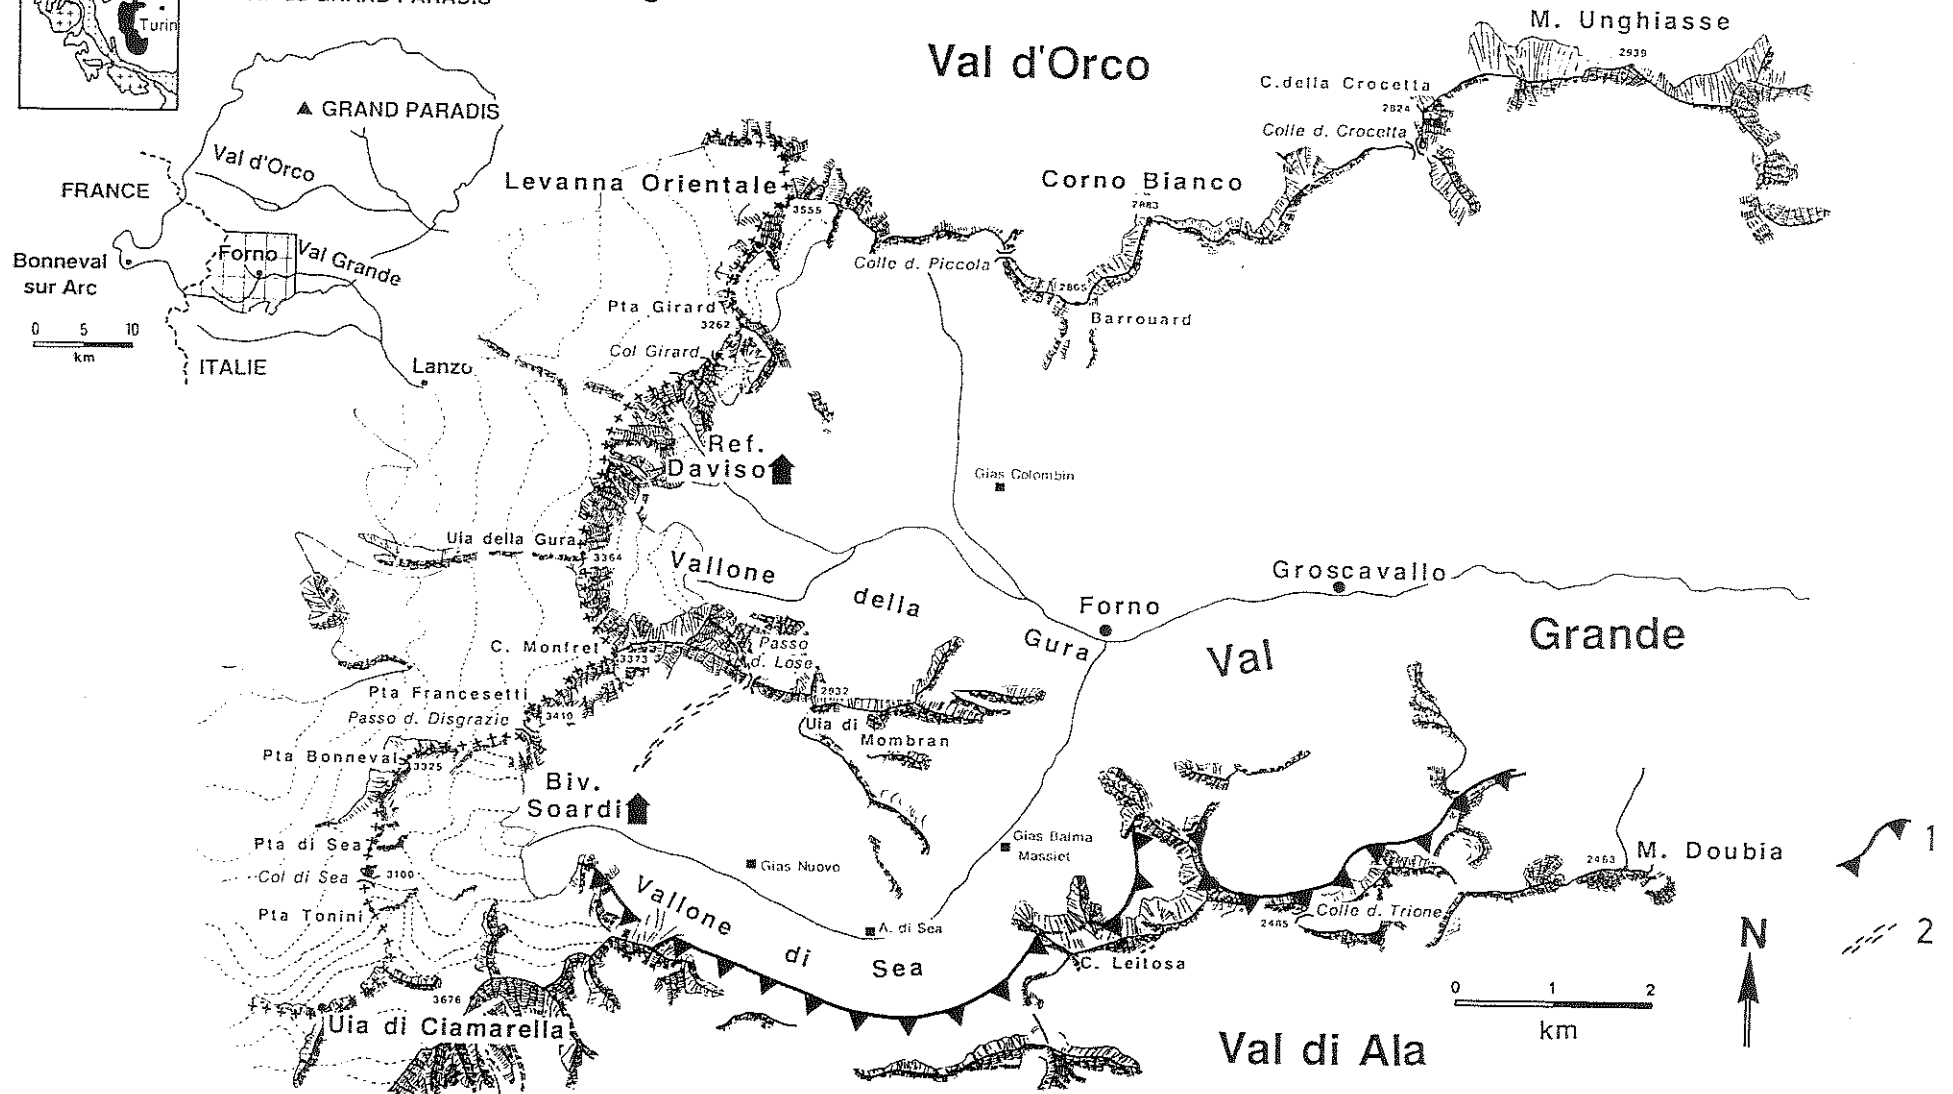 Turin
GRAND PARADIS
Val d'Orco
FRANCE
Bonneval
sur Arc
Forno
Val Grande
0 5 10
km
ITALIE
Lanzo
Val d'Orco
M. Unghiasse
2939
C.della Crocetta
2824
Colle d. Crocetta
Levanna Orientale
3555
Corno Bianco
2883
Colle d. Piccola
2865
Barrouard
Pta Girard
3262
Col Girard
Ref.
Daviso
Gias Colombin
Uia della Gura
3364
Vallone
della
Gura
Forno
Groscavallo
Val
Grande
C. Monfret
3373
Passo
d. Lose
2932
Uia di
Mombran
Pta Francesetti
3410
Passo d. Disgrazie
Pta Bonneval
3325
Biv.
Soardi
Pta di Sea
Col di Sea
3100
Pta Tonini
Gias Nuovo
Gias Balma
Massiet
A. di Sea
Vallone
di
Sea
C. Leitosa
2485
Colle d. Trione
2463
M. Doubia
3676
Uia di Ciamarella
Val di Ala
0 1 2
km
N
1
2